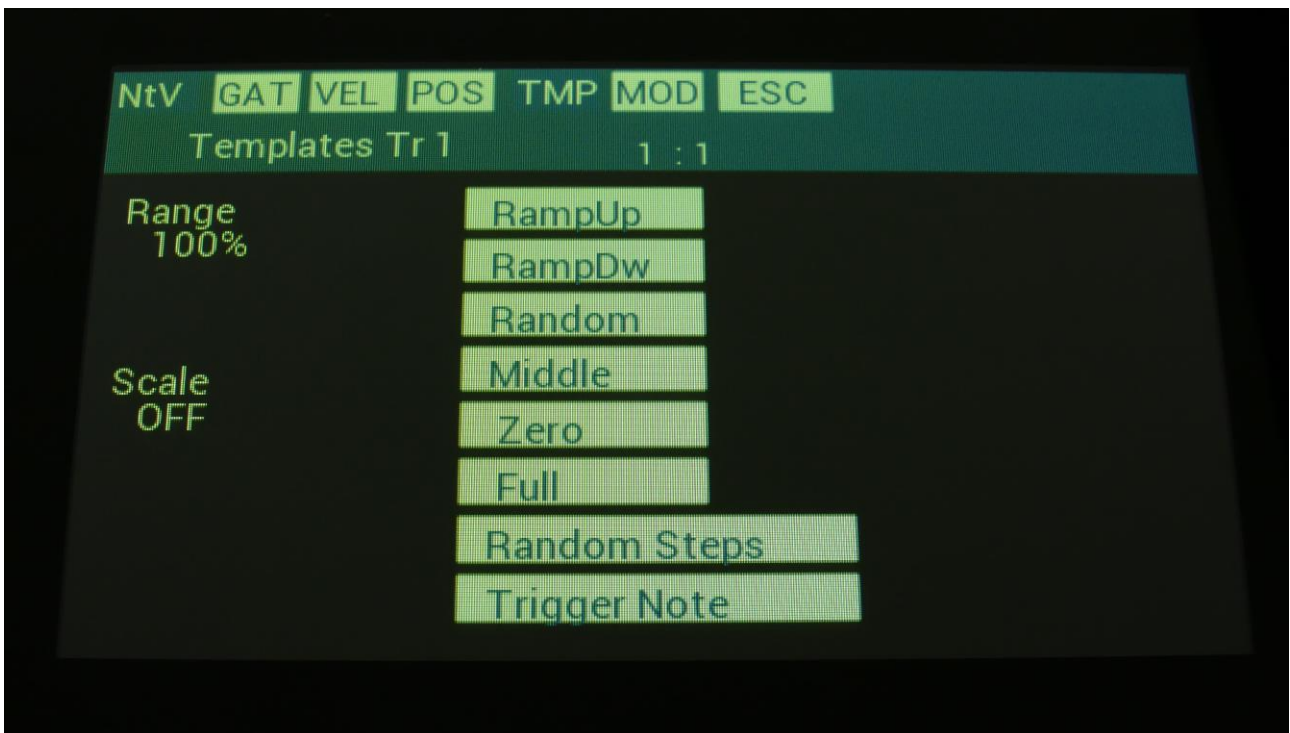 NtV GAT VEL POS TMP MOD ESC
Templates Tr 1 1 : 1
Range
100%
Scale
OFF
RampUp
RampDw
Random
Middle
Zero
Full
Random Steps
Trigger Note